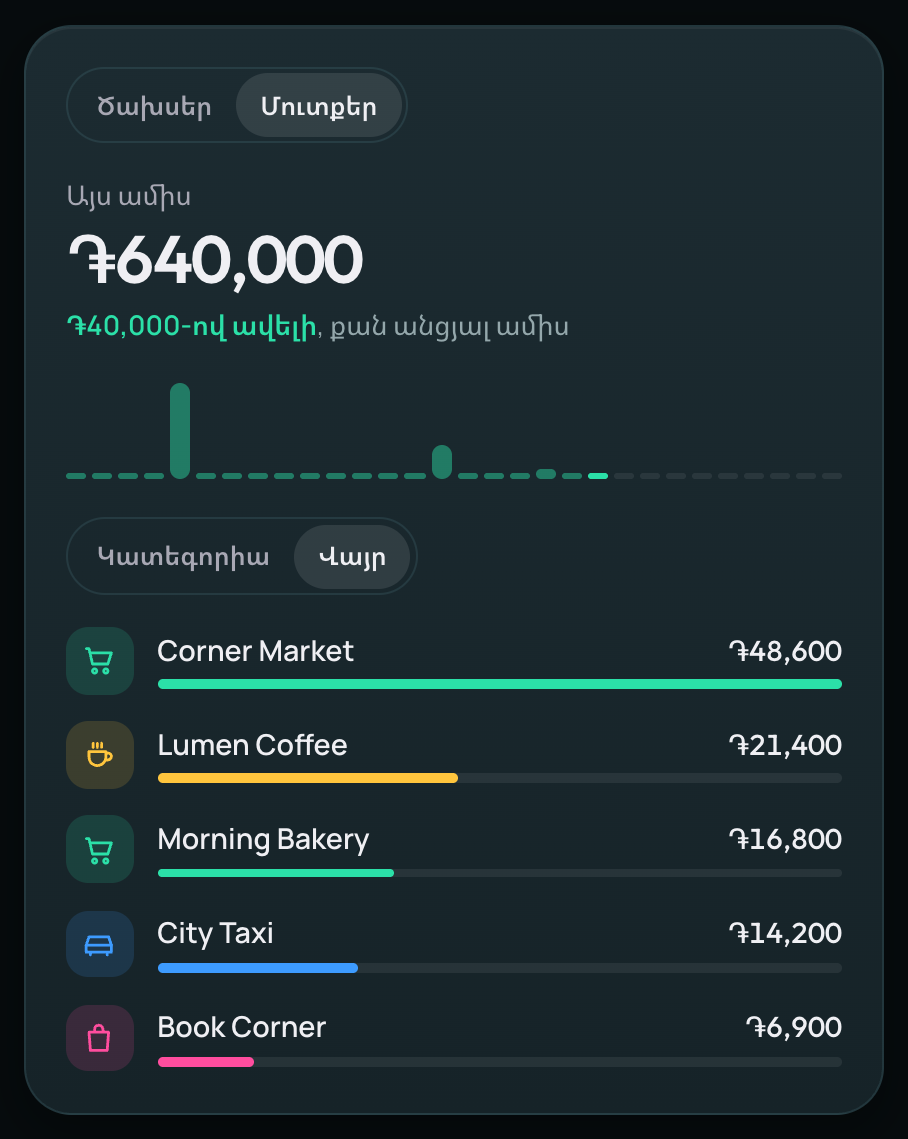 Ծախսեր Մուտքեր
Այս ամիս
֏640,000
֏40,000-ով ավելի, քան անցյալ ամիս
Կատեգորիա Վայր
Corner Market ֏48,600
Lumen Coffee ֏21,400
Morning Bakery ֏16,800
City Taxi ֏14,200
Book Corner ֏6,900